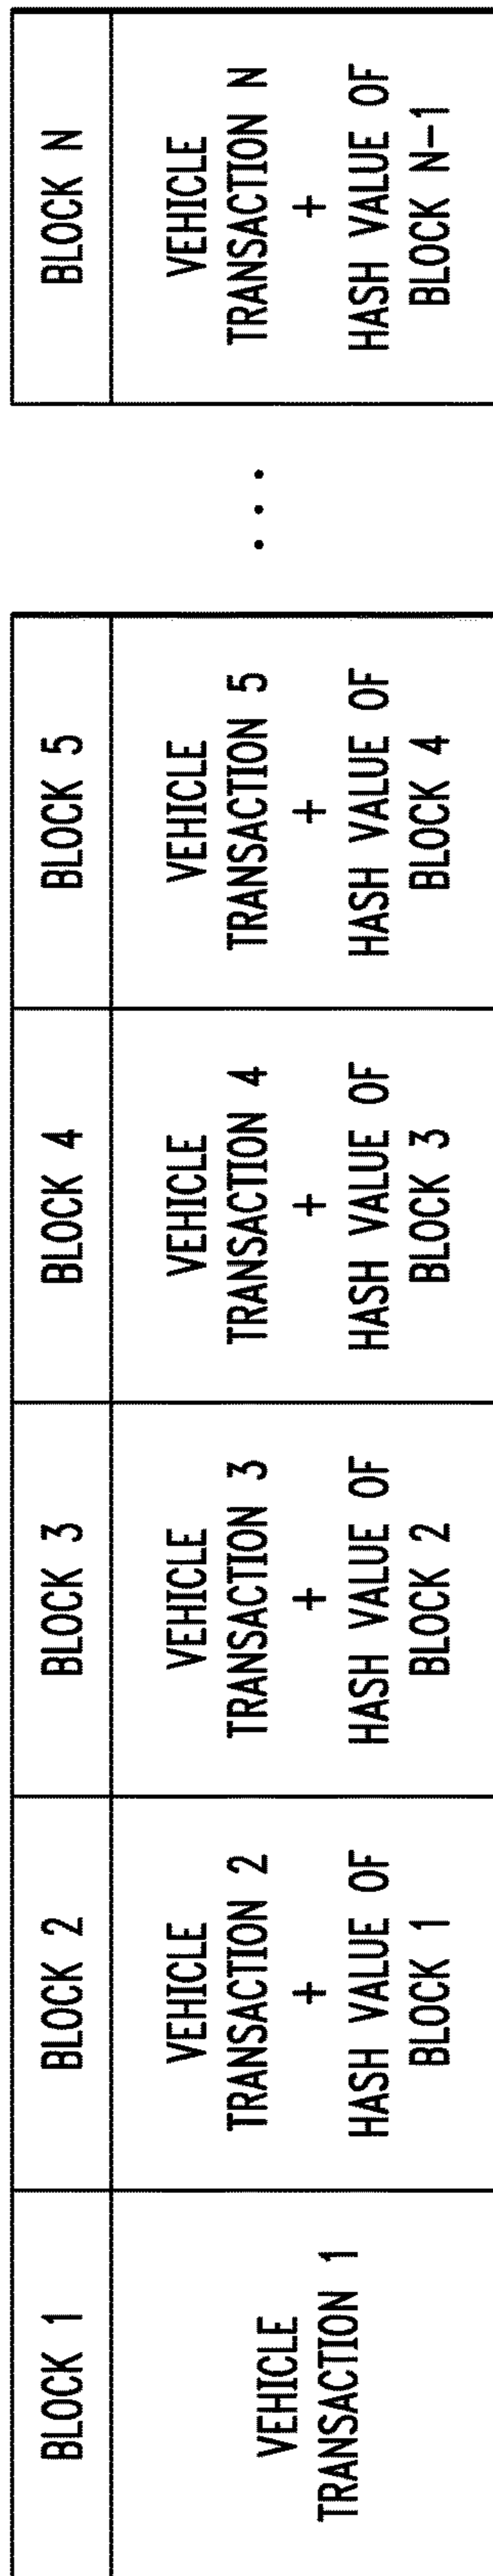 BLOCK 1
VEHICLE
TRANSACTION 1
BLOCK 2
VEHICLE
TRANSACTION 2
+
HASH VALUE OF
BLOCK 1
BLOCK 3
VEHICLE
TRANSACTION 3
+
HASH VALUE OF
BLOCK 2
BLOCK 4
VEHICLE
TRANSACTION 4
+
HASH VALUE OF
BLOCK 3
BLOCK 5
VEHICLE
TRANSACTION 5
+
HASH VALUE OF
BLOCK 4
. . .
BLOCK N
VEHICLE
TRANSACTION N
+
HASH VALUE OF
BLOCK N-1